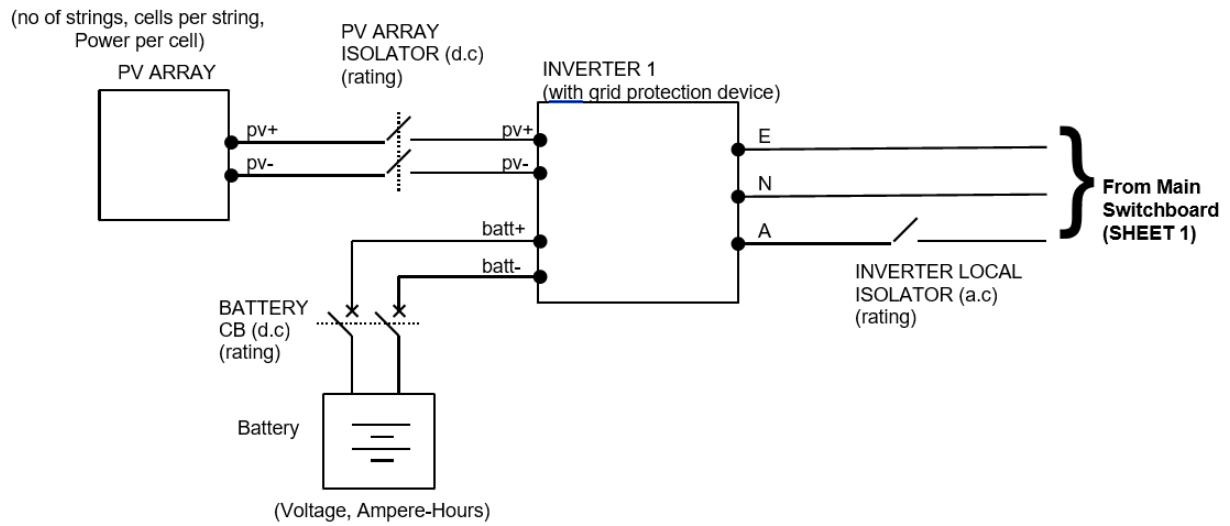 (no of strings, cells per string,
Power per cell)
PV ARRAY
PV ARRAY
ISOLATOR (d.c)
(rating)
INVERTER 1
(with grid protection device)
pv+
pv-
pv+
pv-
batt+
batt-
E
N
A
From Main
Switchboard
(SHEET 1)
}
INVERTER LOCAL
ISOLATOR (a.c)
(rating)
BATTERY
CB (d.c)
(rating)
Battery
(Voltage, Ampere-Hours)